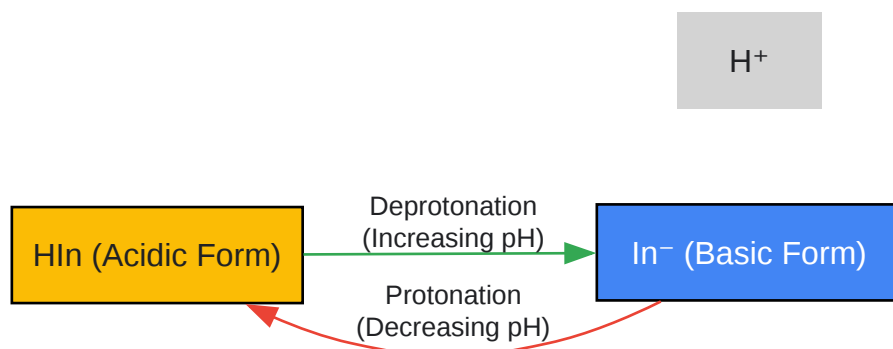 H⁺
Deprotonation
(Increasing pH)
HIn (Acidic Form)
In⁻ (Basic Form)
Protonation
(Decreasing pH)